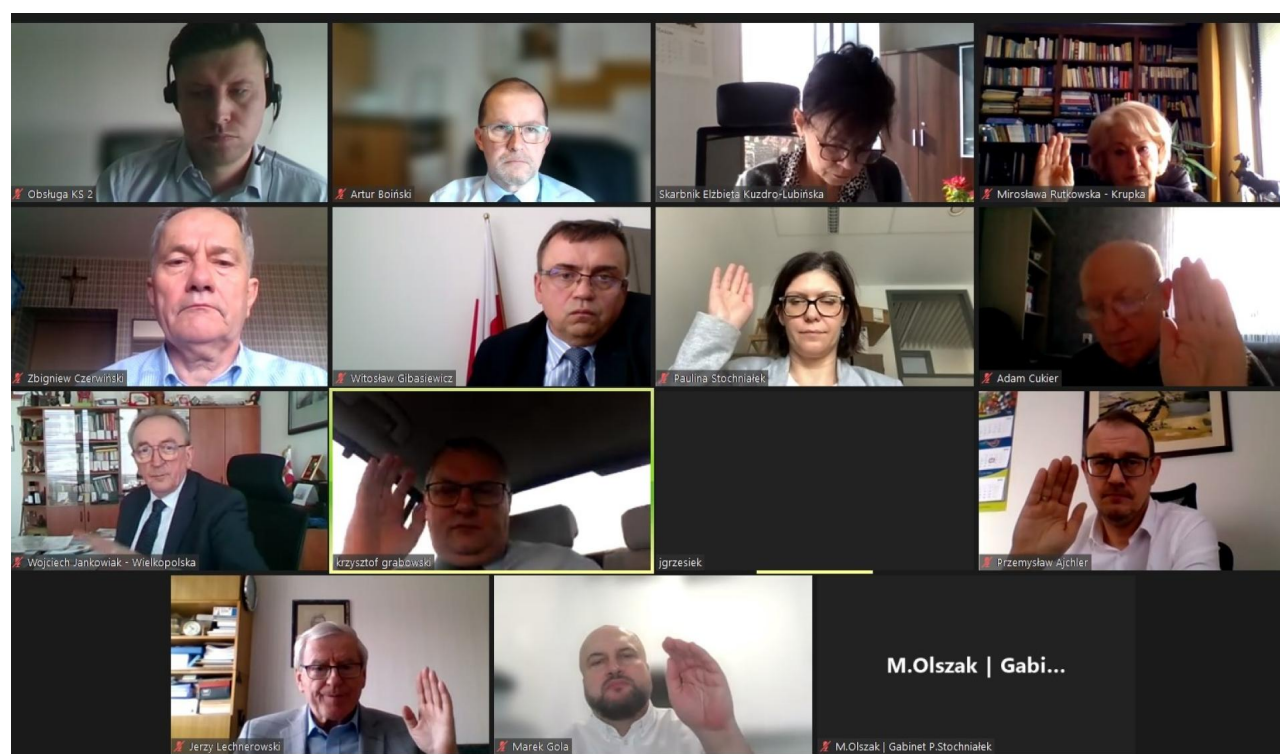 Obsługa KS 2
Artur Boiński
Skarbnik Elżbieta Kuzdro-Lubińska
Mirosława Rutkowska - Krupka
Zbigniew Czerwiński
Witosław Gibasiewicz
Paulina Stochniałek
Adam Cukier
Wojciech Jankowiak - Wielkopolska
krzysztof grabowski
jgrzesiek
Przemysław Ajchler
M.Olszak | Gabi...
Jerzy Lechnerowski
Marek Gola
M.Olszak | Gabinet P.Stochniałek